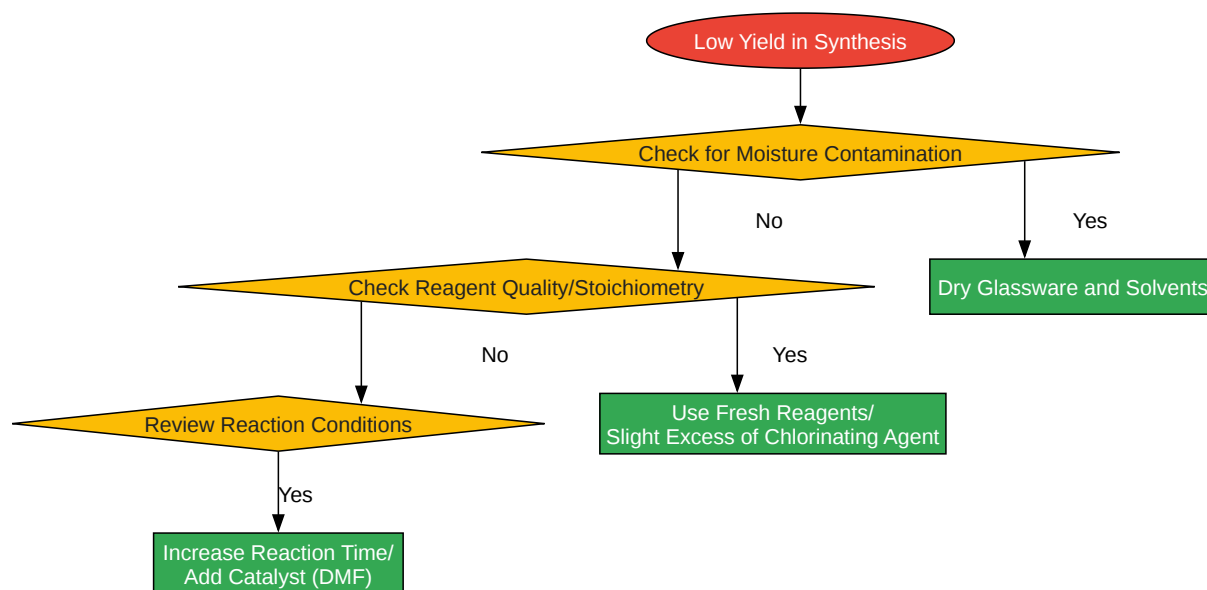 Low Yield in Synthesis
Check for Moisture Contamination
No
Yes
Check Reagent Quality/Stoichiometry
Dry Glassware and Solvents
No
Yes
Review Reaction Conditions
Use Fresh Reagents/
Slight Excess of Chlorinating Agent
Yes
Increase Reaction Time/
Add Catalyst (DMF)